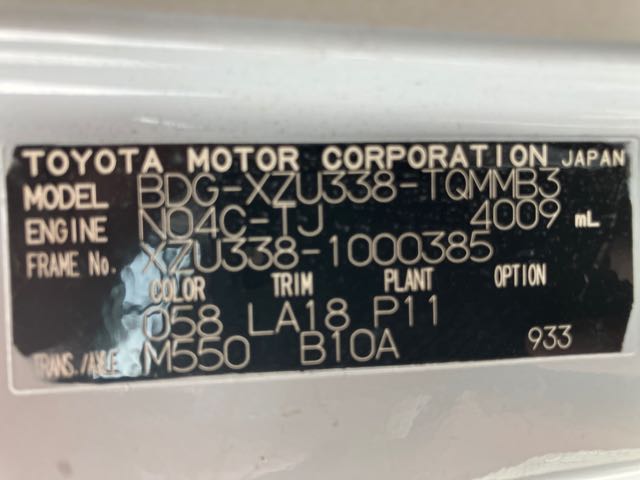 TOYOTA MOTOR CORPORATION JAPAN
MODEL BDG-XZU338-TQMMB3
ENGINE N04C-TJ 4009 mL
FRAME No. XZU338-1000385
COLOR TRIM PLANT OPTION
058 LA18 P11
TRANS./AXLE M550 B10A 933